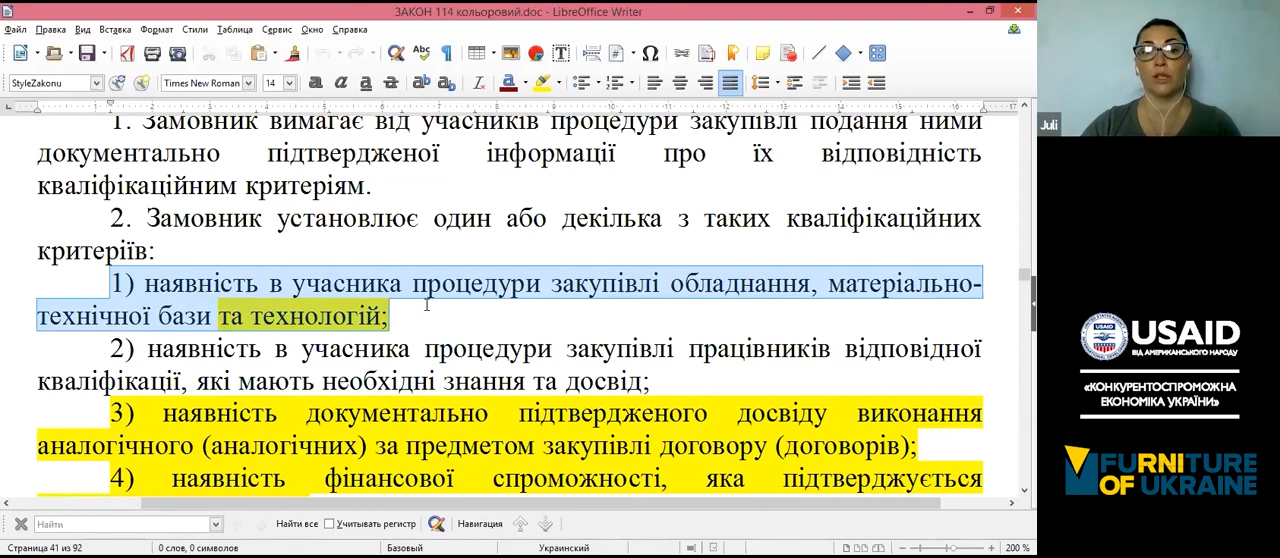 ЗАКОН 114 кольоровий.doc - LibreOffice Writer
Файл Правка Вид Вставка Формат Стили Таблица Сервис Окно Справка
StyleZakonu Times New Roman 14
1. Замовник вимагає від учасників процедури закупівлі подання ними
документально підтвердженої інформації про їх відповідність
кваліфікаційним критеріям.
2. Замовник установлює один або декілька з таких кваліфікаційних
критеріїв:
1) наявність в учасника процедури закупівлі обладнання, матеріально-
технічної бази та технологій;
2) наявність в учасника процедури закупівлі працівників відповідної
кваліфікації, які мають необхідні знання та досвід;
3) наявність документально підтвердженого досвіду виконання
аналогічного (аналогічних) за предметом закупівлі договору (договорів);
4) наявність фінансової спроможності, яка підтверджується
Найти Найти все Учитывать регистр Навигация
Страница 41 из 92 0 слов, 0 символов Базовый Украинский 200 %
Juli
USAID
ВІД АМЕРИКАНСЬКОГО НАРОДУ
«КОНКУРЕНТОСПРОМОЖНА
ЕКОНОМІКА УКРАЇНИ»
FURNITURE
OF UKRAINE